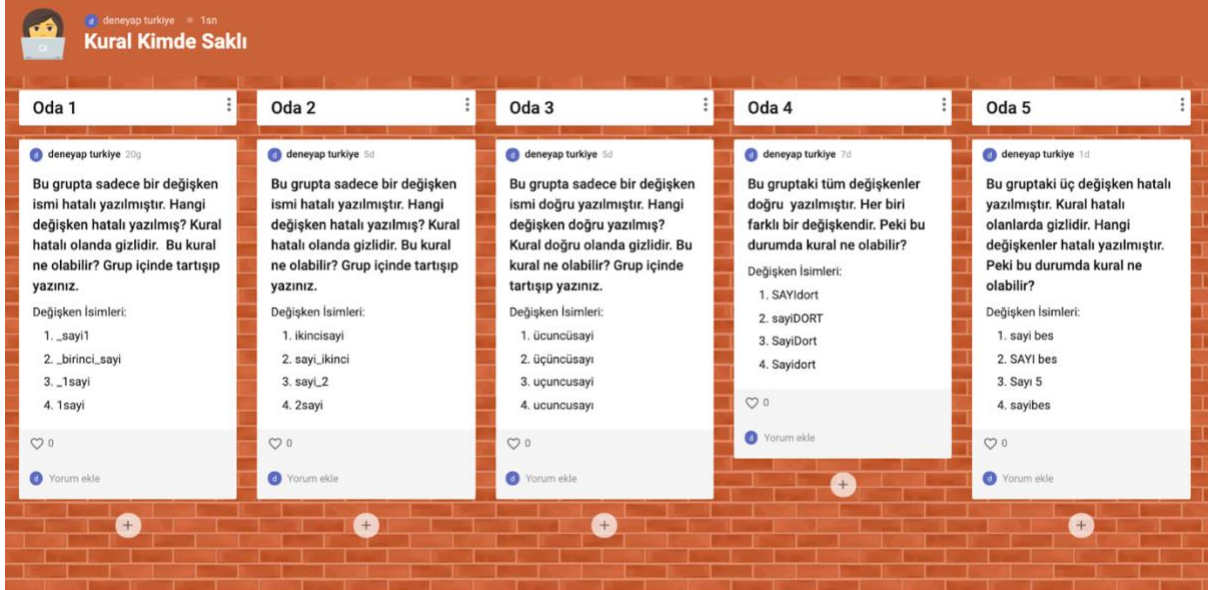 deneyap turkiye 1sn
Kural Kimde Saklı
Oda 1
deneyap turkiye 20g
Bu grupta sadece bir değişken
ismi hatalı yazılmıştır. Hangi
değişken hatalı yazılmış? Kural
hatalı olanda gizlidir. Bu kural
ne olabilir? Grup içinde tartışıp
yazınız.
Değişken İsimleri:
1. _sayi1
2. _birinci_sayi
3. _1sayi
4. 1sayi
0
Yorum ekle
Oda 2
deneyap turkiye 5d
Bu grupta sadece bir değişken
ismi hatalı yazılmıştır. Hangi
değişken hatalı yazılmış? Kural
hatalı olanda gizlidir. Bu kural
ne olabilir? Grup içinde tartışıp
yazınız.
Değişken İsimleri:
1. ikincisayi
2. sayi_ikinci
3. sayi_2
4. 2sayi
0
Yorum ekle
Oda 3
deneyap turkiye 5d
Bu grupta sadece bir değişken
ismi doğru yazılmıştır. Hangi
değişken doğru yazılmış?
Kural doğru olanda gizlidir. Bu
kural ne olabilir? Grup içinde
tartışıp yazınız.
Değişken İsimleri:
1. ücuncüsayi
2. üçüncüsayı
3. uçuncusayi
4. ucuncusayı
0
Yorum ekle
Oda 4
deneyap turkiye 7d
Bu gruptaki tüm değişkenler
doğru yazılmıştır. Her biri
farklı bir değişkendir. Peki bu
durumda kural ne olabilir?
Değişken İsimleri:
1. SAYIdort
2. sayiDORT
3. SayiDort
4. Sayidort
0
Yorum ekle
Oda 5
deneyap turkiye 1d
Bu gruptaki üç değişken hatalı
yazılmıştır. Kural hatalı
olanlarda gizlidir. Hangi
değişkenler hatalı yazılmıştır.
Peki bu durumda kural ne
olabilir?
Değişken İsimleri:
1. sayi bes
2. SAYI bes
3. Sayı 5
4. sayibes
0
Yorum ekle